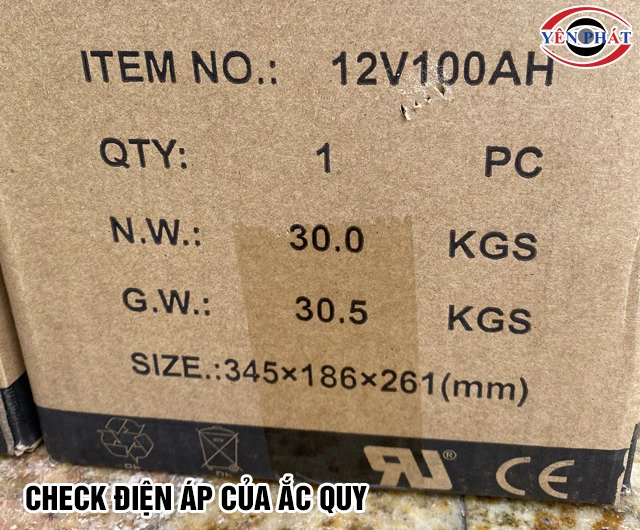 YÊN PHÁT
ITEM NO.: 12V100AH
QTY: 1 PC
N.W.: 30.0 KGS
G.W.: 30.5 KGS
SIZE.:345×186×261(mm)
CHECK ĐIỆN ÁP CỦA ẮC QUY